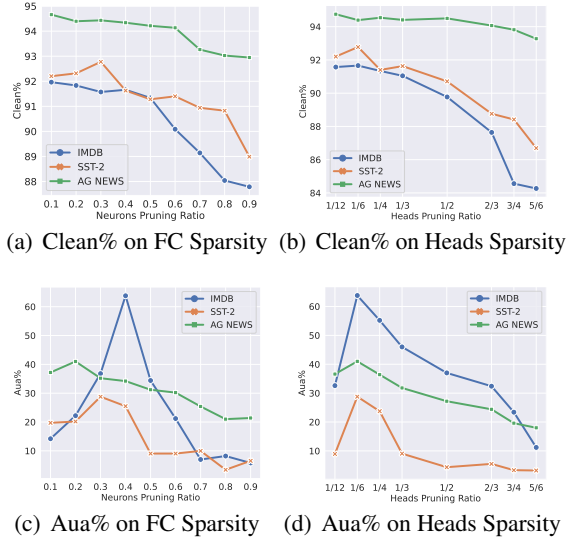 95
94
93
92
91
90
89
88
Clean%
IMDB
SST-2
AG NEWS
0.1 0.2 0.3 0.4 0.5 0.6 0.7 0.8 0.9
Neurons Pruning Ratio
(a) Clean% on FC Sparsity
94
92
90
88
86
84
Clean%
IMDB
SST-2
AG NEWS
1/12 1/6 1/4 1/3 1/2 2/3 3/4 5/6
Heads Pruning Ratio
(b) Clean% on Heads Sparsity
60
50
40
30
20
10
Aua%
IMDB
SST-2
AG NEWS
0.1 0.2 0.3 0.4 0.5 0.6 0.7 0.8 0.9
Neurons Pruning Ratio
(c) Aua% on FC Sparsity
60
50
40
30
20
10
Aua%
IMDB
SST-2
AG NEWS
1/12 1/6 1/4 1/3 1/2 2/3 3/4 5/6
Heads Pruning Ratio
(d) Aua% on Heads Sparsity